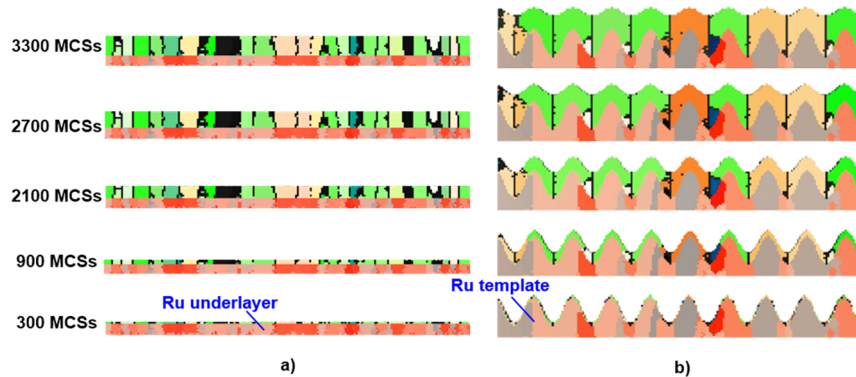 3300 MCSs
2700 MCSs
2100 MCSs
900 MCSs
Ru underlayer
Ru template
300 MCSs
a)
b)